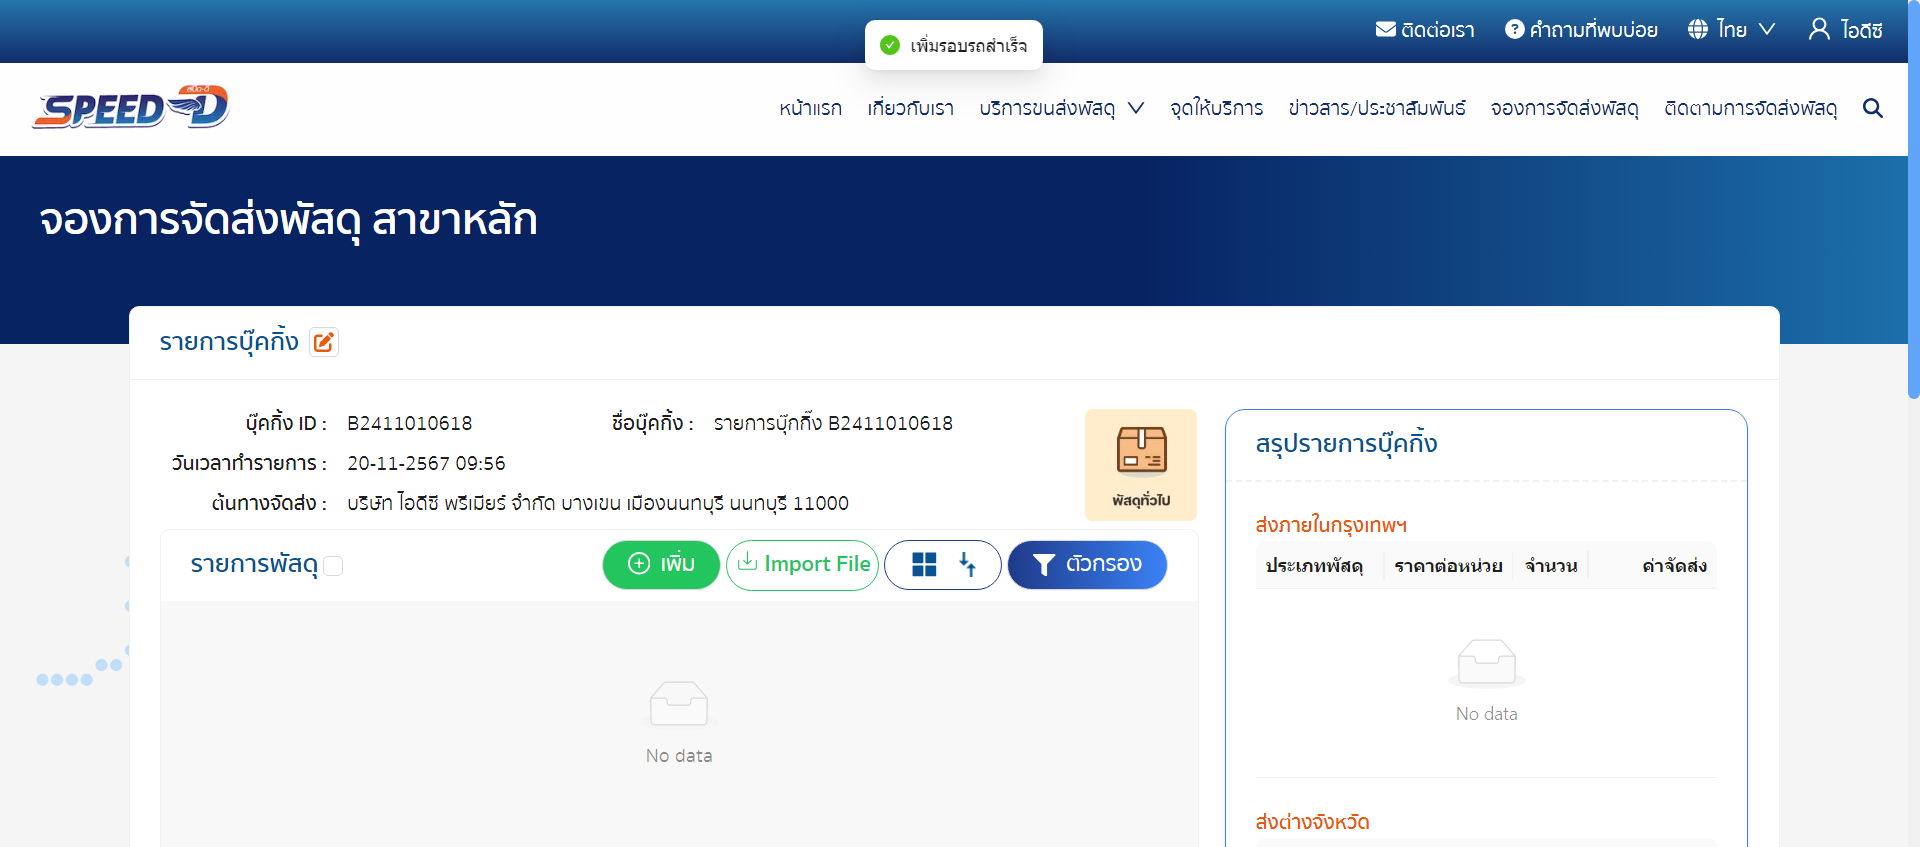 ติดต่อเรา คำถามที่พบบ่อย ไทย ไอดีซี
เพิ่มรอบรถสำเร็จ
SPEED-D สปีด-ดี
หน้าแรก เกี่ยวกับเรา บริการขนส่งพัสดุ จุดให้บริการ ข่าวสาร/ประชาสัมพันธ์ จองการจัดส่งพัสดุ ติดตามการจัดส่งพัสดุ
จองการจัดส่งพัสดุ สาขาหลัก
รายการบุ๊คกิ้ง
บุ๊คกิ้ง ID : B2411010618 ชื่อบุ๊คกิ้ง : รายการบุ๊กกิ้ง B2411010618
วันเวลาทำรายการ : 20-11-2567 09:56
ต้นทางจัดส่ง : บริษัท ไอดีซี พรีเมียร์ จำกัด บางเขน เมืองนนทบุรี นนทบุรี 11000
พัสดุทั่วไป
รายการพัสดุ เพิ่ม Import File ตัวกรอง
No data
สรุปรายการบุ๊คกิ้ง
ส่งภายในกรุงเทพฯ
ประเภทพัสดุ ราคาต่อหน่วย จำนวน ค่าจัดส่ง
No data
ส่งต่างจังหวัด